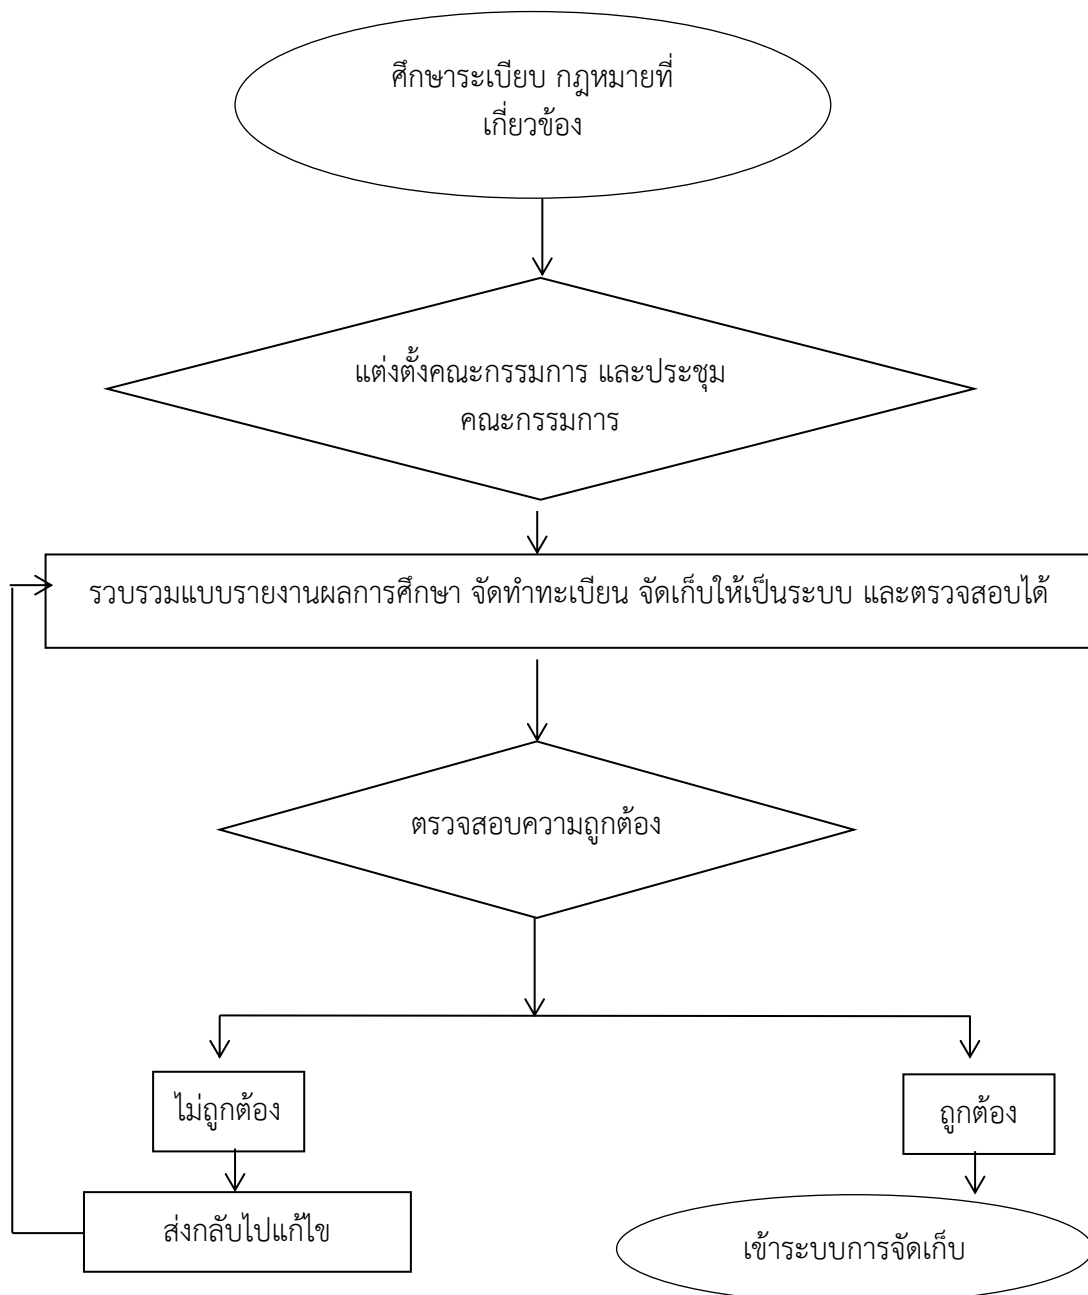 ศึกษาระเบียบ กฎหมายที่
เกี่ยวข้อง
แต่งตั้งคณะกรรมการ และประชุม
คณะกรรมการ
รวบรวมแบบรายงานผลการศึกษา จัดทำทะเบียน จัดเก็บให้เป็นระบบ และตรวจสอบได้
ตรวจสอบความถูกต้อง
ไม่ถูกต้อง
ถูกต้อง
ส่งกลับไปแก้ไข
เข้าระบบการจัดเก็บ